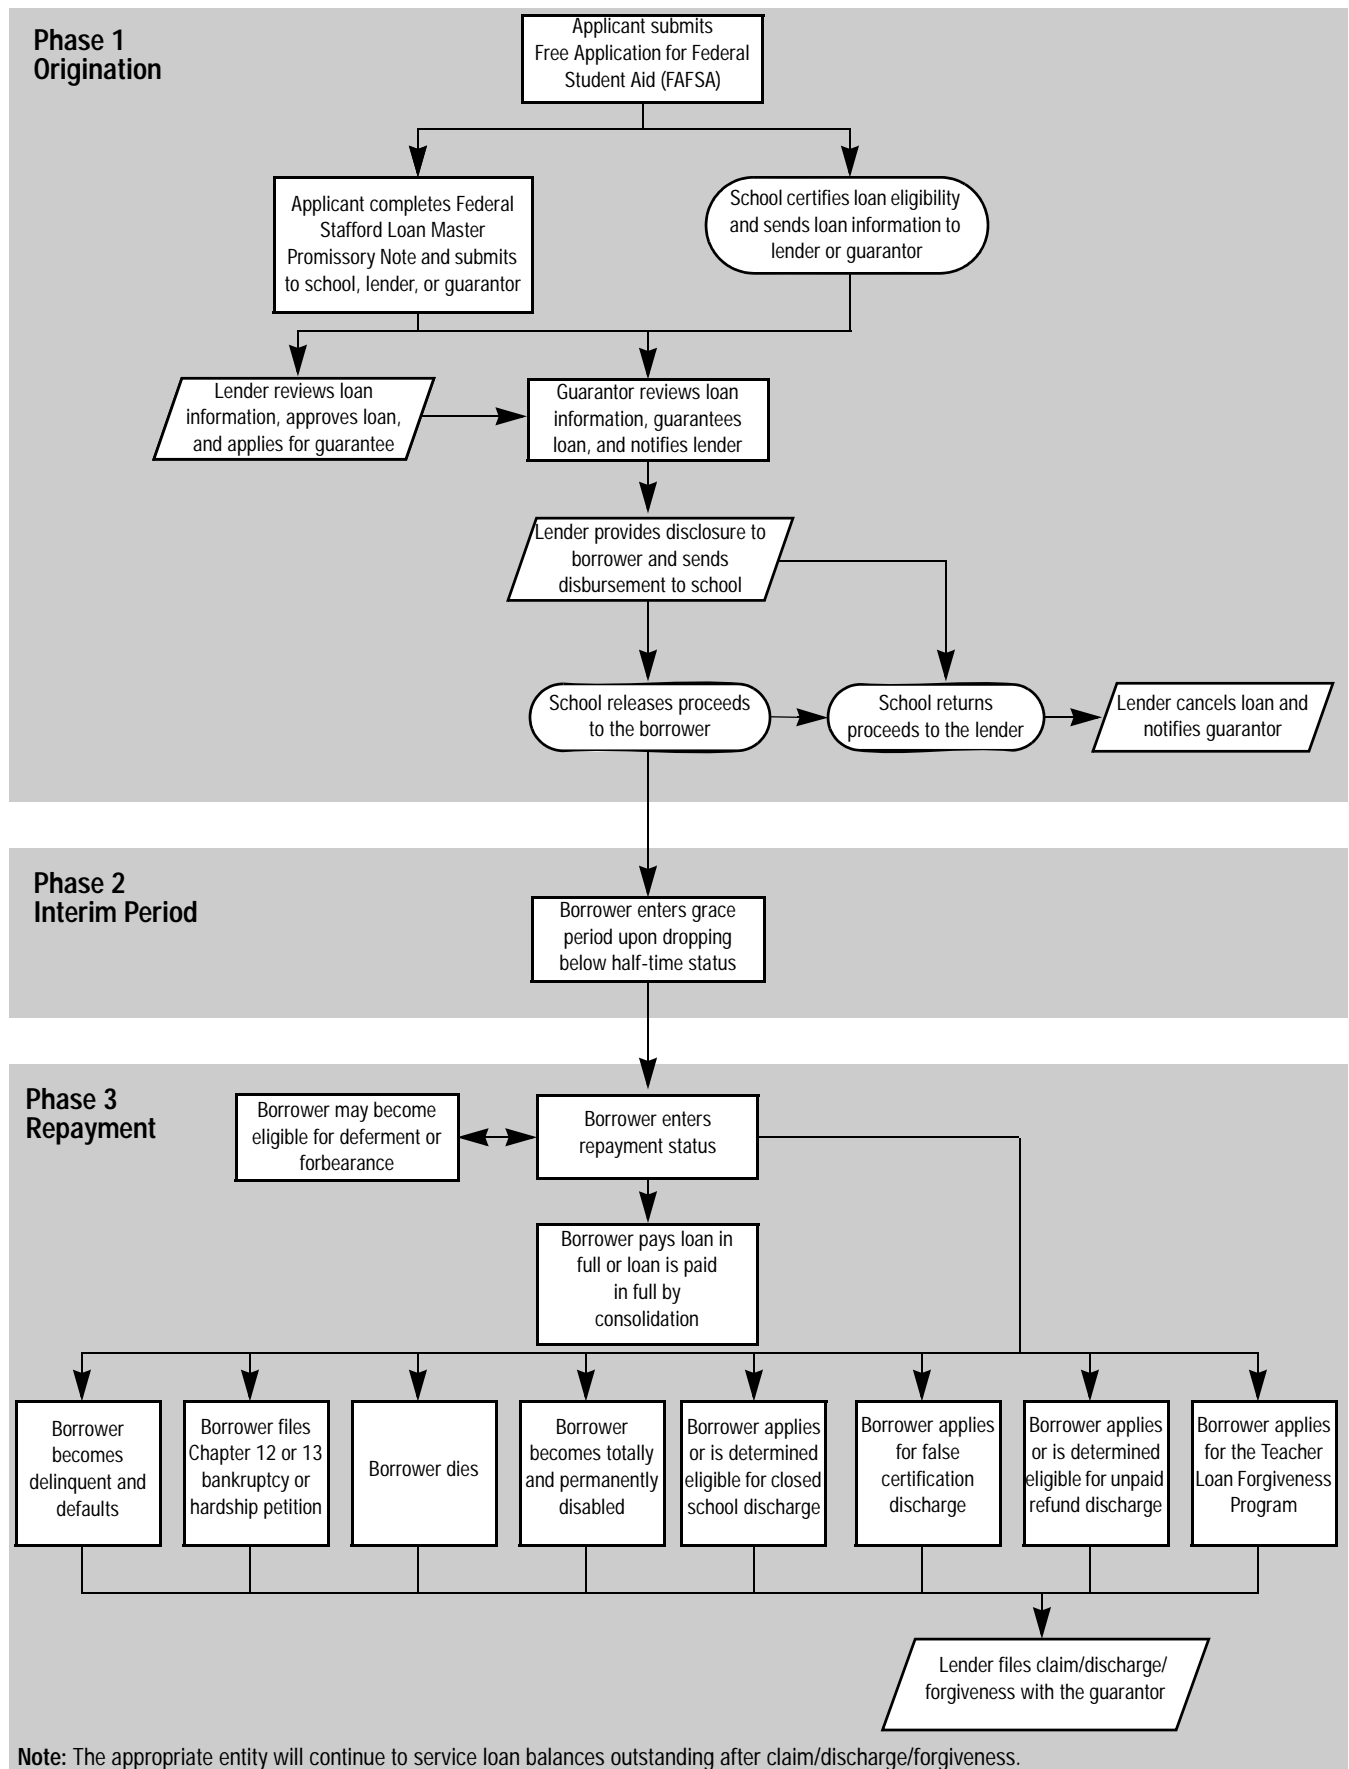 Phase 1
Origination
Applicant submits
Free Application for Federal
Student Aid (FAFSA)
Applicant completes Federal
Stafford Loan Master
Promissory Note and submits
to school, lender, or guarantor
School certifies loan eligibility
and sends loan information to
lender or guarantor
Lender reviews loan
information, approves loan,
and applies for guarantee
Guarantor reviews loan
information, guarantees
loan, and notifies lender
Lender provides disclosure to
borrower and sends
disbursement to school
School releases proceeds
to the borrower
School returns
proceeds to the lender
Lender cancels loan and
notifies guarantor
Phase 2
Interim Period
Borrower enters grace
period upon dropping
below half-time status
Phase 3
Repayment
Borrower may become
eligible for deferment or
forbearance
Borrower enters
repayment status
Borrower pays loan in
full or loan is paid
in full by
consolidation
Borrower
becomes
delinquent and
defaults
Borrower files
Chapter 12 or 13
bankruptcy or
hardship petition
Borrower dies
Borrower
becomes totally
and permanently
disabled
Borrower applies
or is determined
eligible for closed
school discharge
Borrower applies
for false
certification
discharge
Borrower applies
or is determined
eligible for unpaid
refund discharge
Borrower applies
for the Teacher
Loan Forgiveness
Program
Lender files claim/discharge/
forgiveness with the guarantor
Note: The appropriate entity will continue to service loan balances outstanding after claim/discharge/forgiveness.